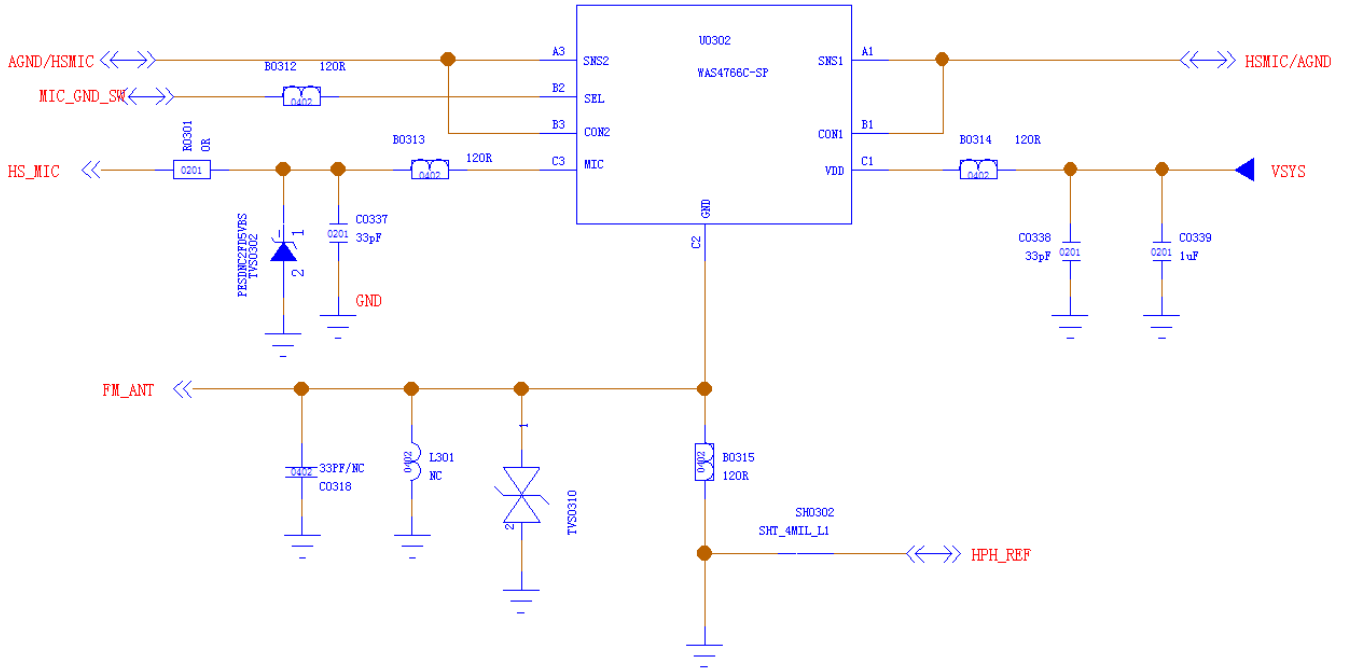 U0302
WAS4766C-SP
AGND/HSMIC
A3
SNS2
SNS1
A1
HSMIC/AGND
B0312 120R
0402
MIC_GND_SW
B2
SEL
B3
CON2
CON1
B1
R0301
0R
B0313
120R
B0314 120R
HS_MIC
0201
0402
C3
MIC
VDD
C1
0402
VSYS
GND
C2
PESDNC2FD5VBS
TVS0302
1
2
C0337
0201
33pF
GND
C0338
33pF
0201
C0339
0201
1uF
FM_ANT
33PF/NC
0402
C0318
0402
L301
NC
1
2
TVS0310
0402
B0315
120R
SH0302
SHT_4MIL_L1
HPH_REF